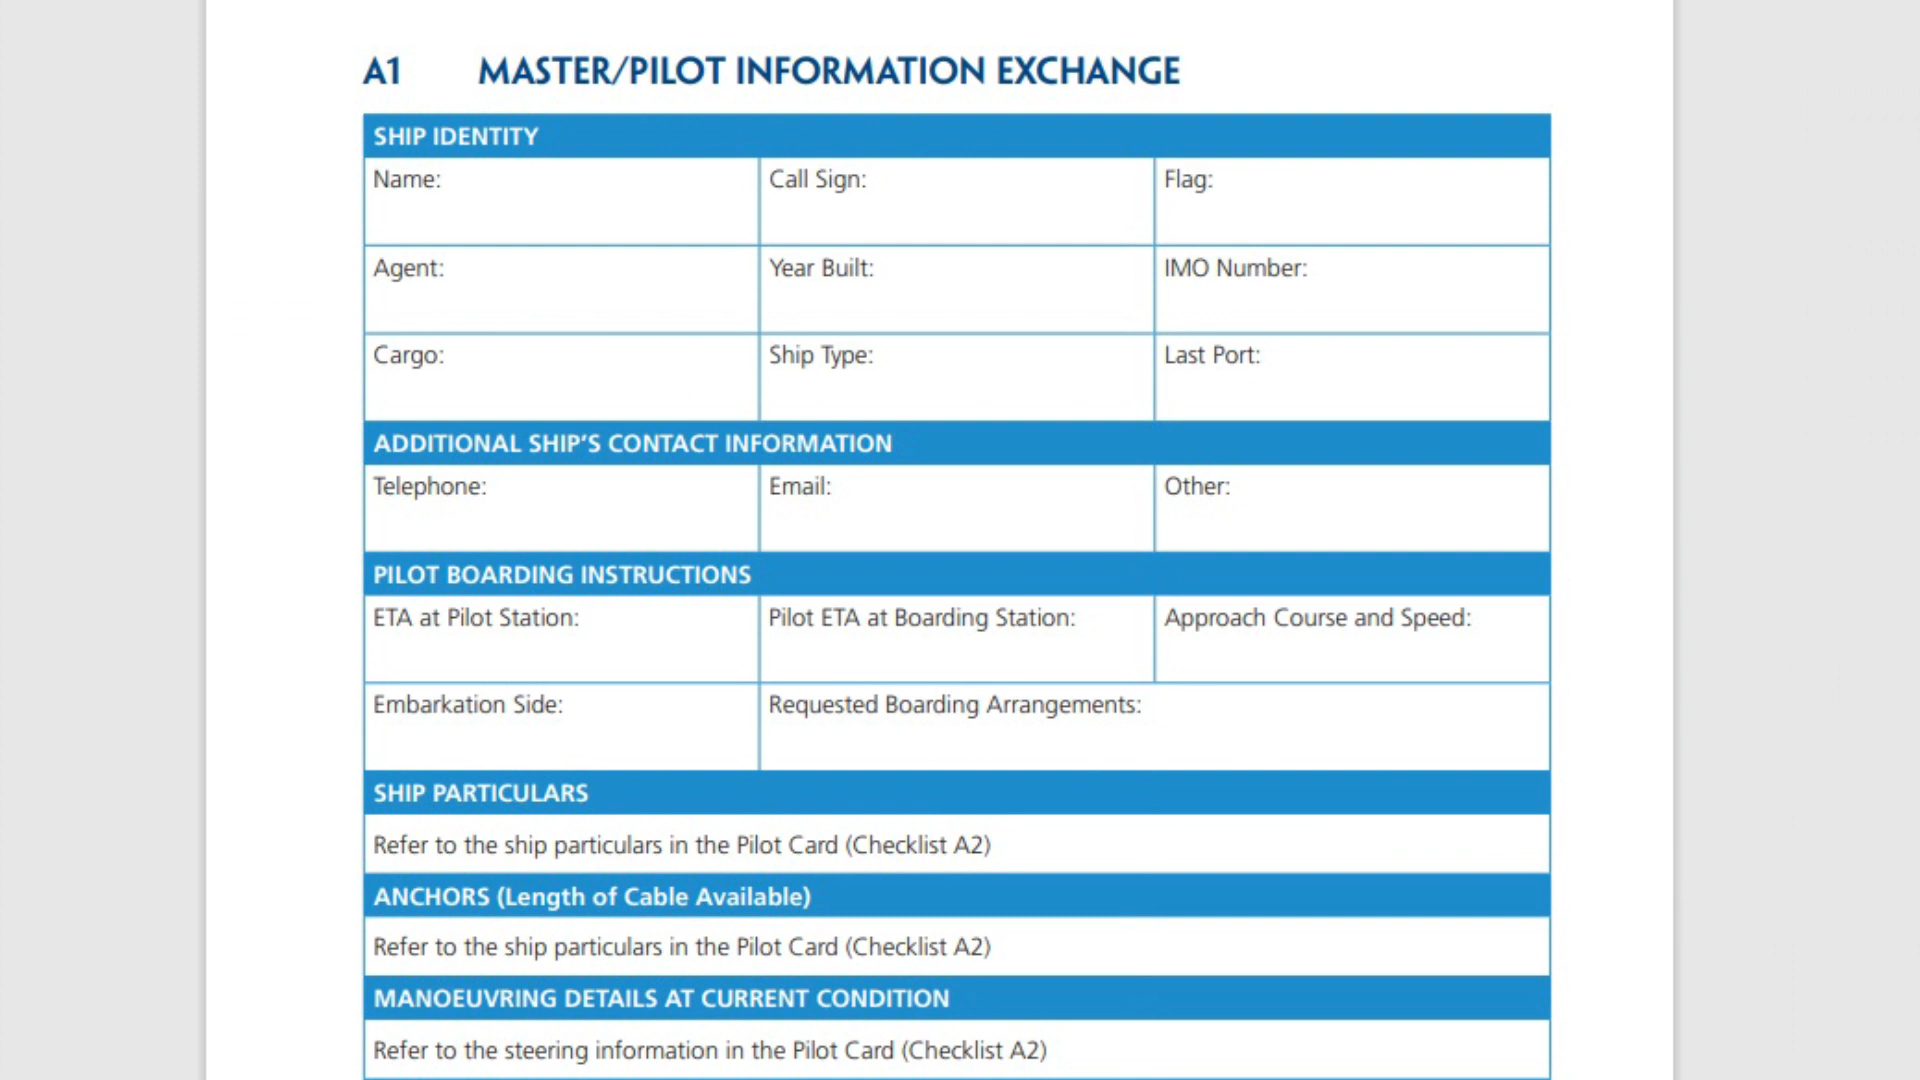 A1 MASTER/PILOT INFORMATION EXCHANGE
SHIP IDENTITY
Name: Call Sign: Flag:
Agent: Year Built: IMO Number:
Cargo: Ship Type: Last Port:
ADDITIONAL SHIP’S CONTACT INFORMATION
Telephone: Email: Other:
PILOT BOARDING INSTRUCTIONS
ETA at Pilot Station: Pilot ETA at Boarding Station: Approach Course and Speed:
Embarkation Side: Requested Boarding Arrangements:
SHIP PARTICULARS
Refer to the ship particulars in the Pilot Card (Checklist A2)
ANCHORS (Length of Cable Available)
Refer to the ship particulars in the Pilot Card (Checklist A2)
MANOEUVRING DETAILS AT CURRENT CONDITION
Refer to the steering information in the Pilot Card (Checklist A2)